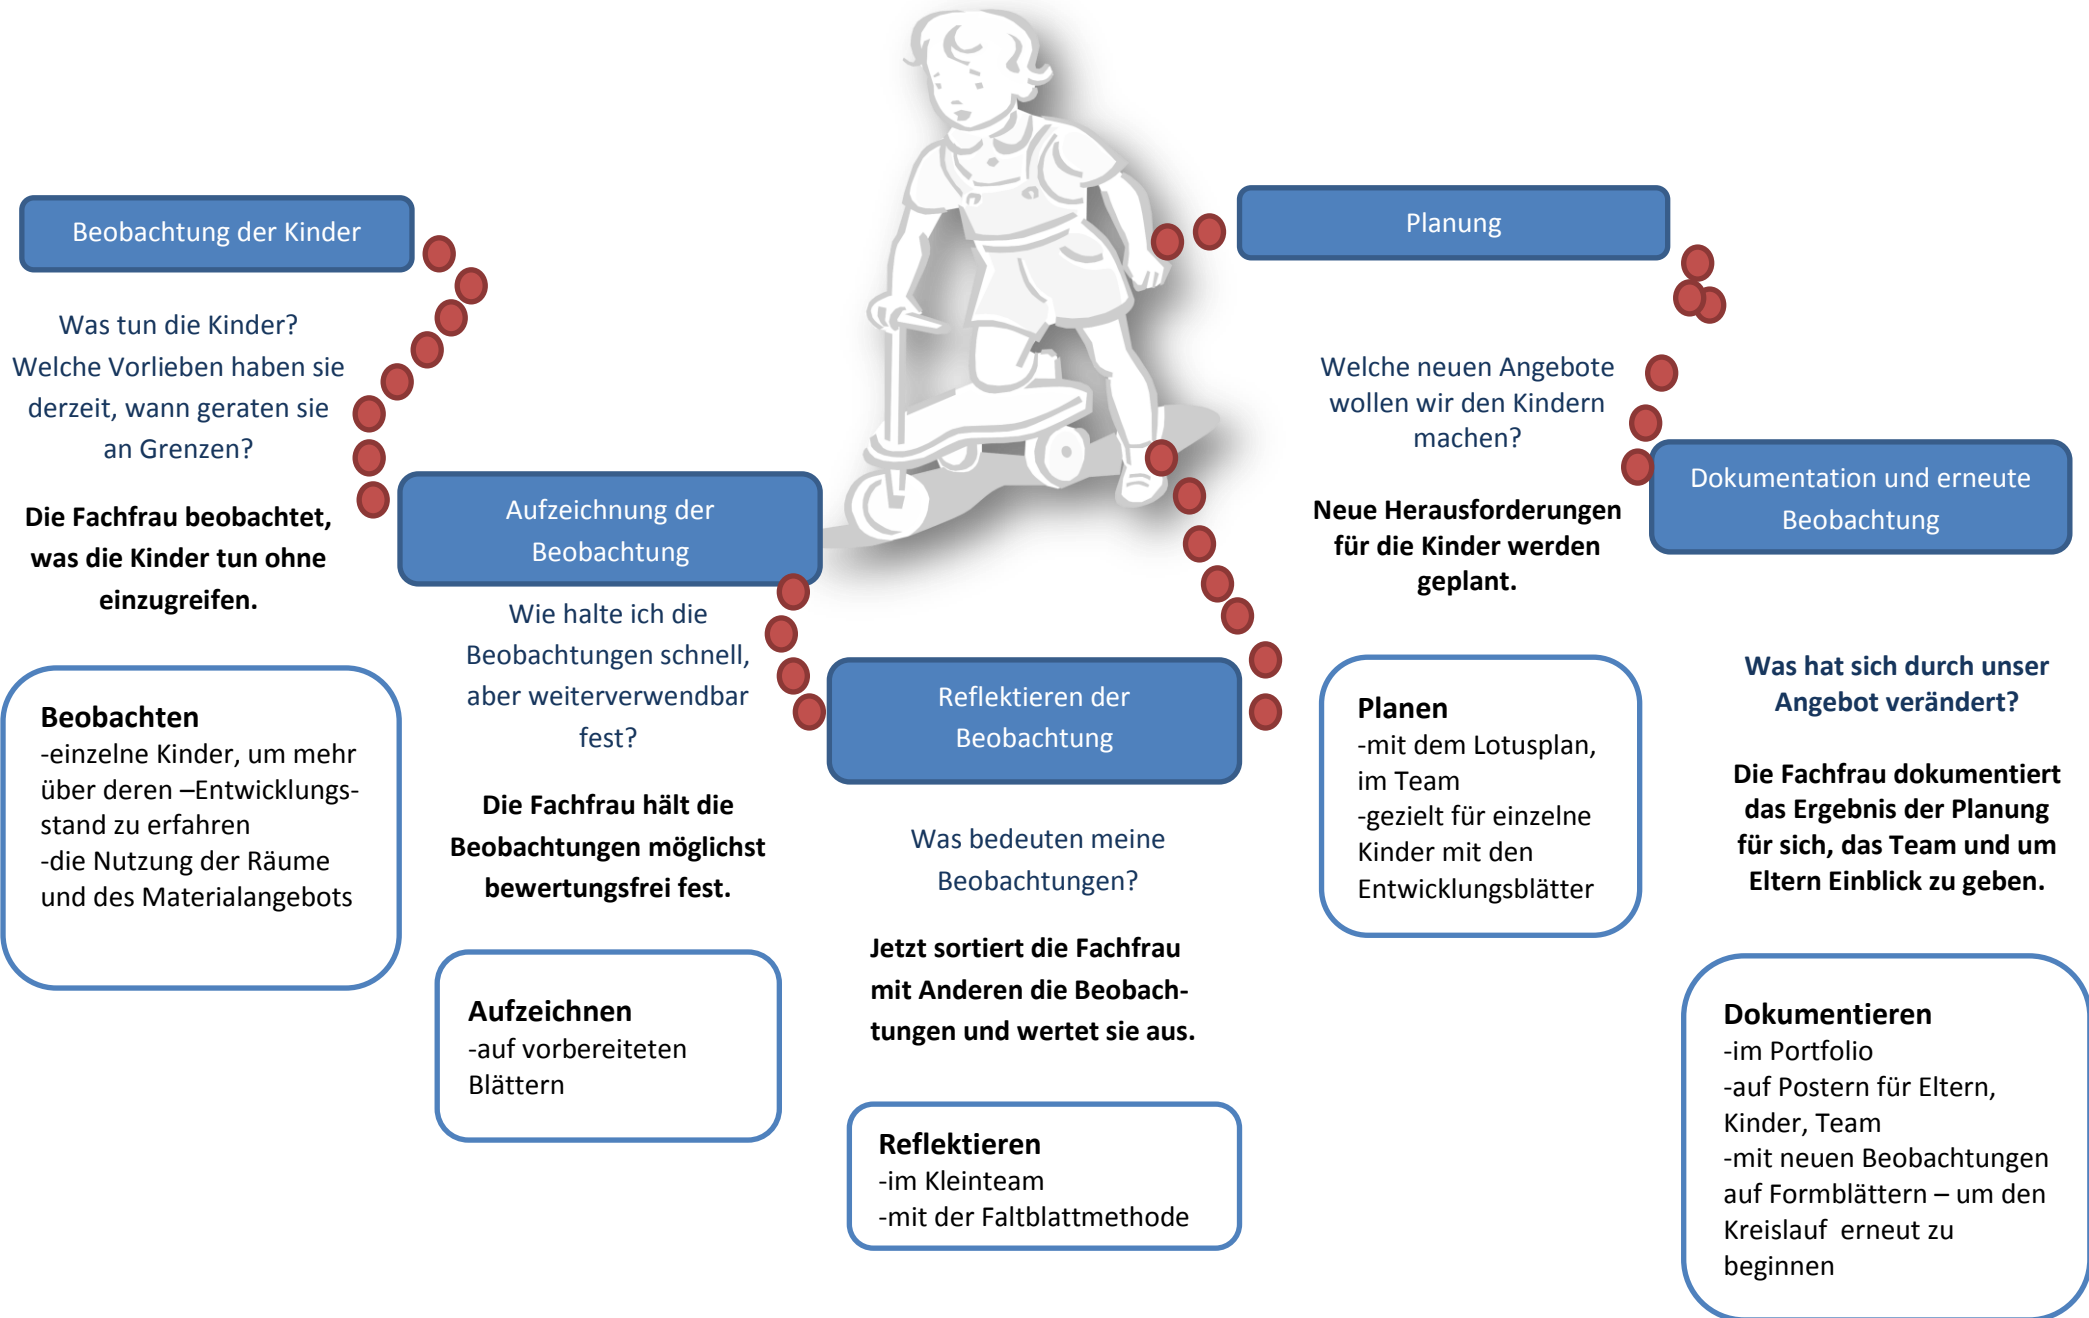 Beobachtung der Kinder
Was tun die Kinder?
Welche Vorlieben haben sie
derzeit, wann geraten sie
an Grenzen?
Die Fachfrau beobachtet,
was die Kinder tun ohne
einzugreifen.
Beobachten
-einzelne Kinder, um mehr
über deren –Entwicklungs-
stand zu erfahren
-die Nutzung der Räume
und des Materialangebots
Aufzeichnung der
Beobachtung
Wie halte ich die
Beobachtungen schnell,
aber weiterverwendbar
fest?
Die Fachfrau hält die
Beobachtungen möglichst
bewertungsfrei fest.
Aufzeichnen
-auf vorbereiteten
Blättern
Reflektieren der
Beobachtung
Was bedeuten meine
Beobachtungen?
Jetzt sortiert die Fachfrau
mit Anderen die Beobach-
tungen und wertet sie aus.
Reflektieren
-im Kleinteam
-mit der Faltblattmethode
Planung
Welche neuen Angebote
wollen wir den Kindern
machen?
Neue Herausforderungen
für die Kinder werden
geplant.
Planen
-mit dem Lotusplan,
im Team
-gezielt für einzelne
Kinder mit den
Entwicklungsblätter
Dokumentation und erneute
Beobachtung
Was hat sich durch unser
Angebot verändert?
Die Fachfrau dokumentiert
das Ergebnis der Planung
für sich, das Team und um
Eltern Einblick zu geben.
Dokumentieren
-im Portfolio
-auf Postern für Eltern,
Kinder, Team
-mit neuen Beobachtungen
auf Formblättern – um den
Kreislauf  erneut zu
beginnen